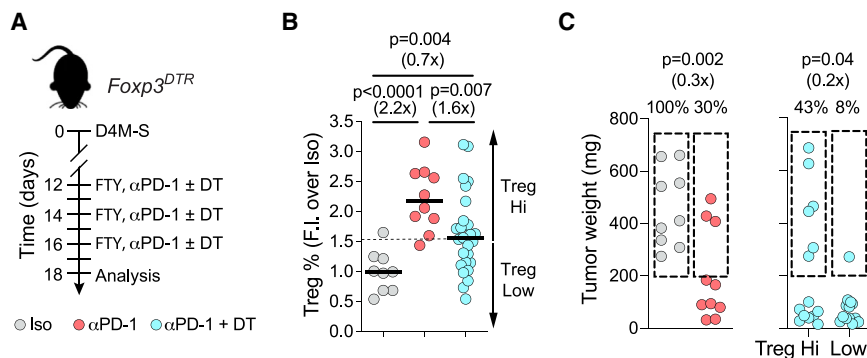 A
Foxp3DTR
Time (days)
0 D4M-S
12 FTY, αPD-1 ± DT
14 FTY, αPD-1 ± DT
16 FTY, αPD-1 ± DT
18 Analysis
Iso αPD-1 αPD-1 + DT
B
p=0.004
(0.7x)
p<0.0001 p=0.007
(2.2x) (1.6x)
Treg % (F.I. over Iso)
3.5
3.0
2.5
2.0
1.5
1.0
0.5
0.0
Treg
Hi
Treg
Low
C
p=0.002 p=0.04
(0.3x) (0.2x)
100% 30% 43% 8%
Tumor weight (mg)
800
600
400
200
0
Treg Hi Low